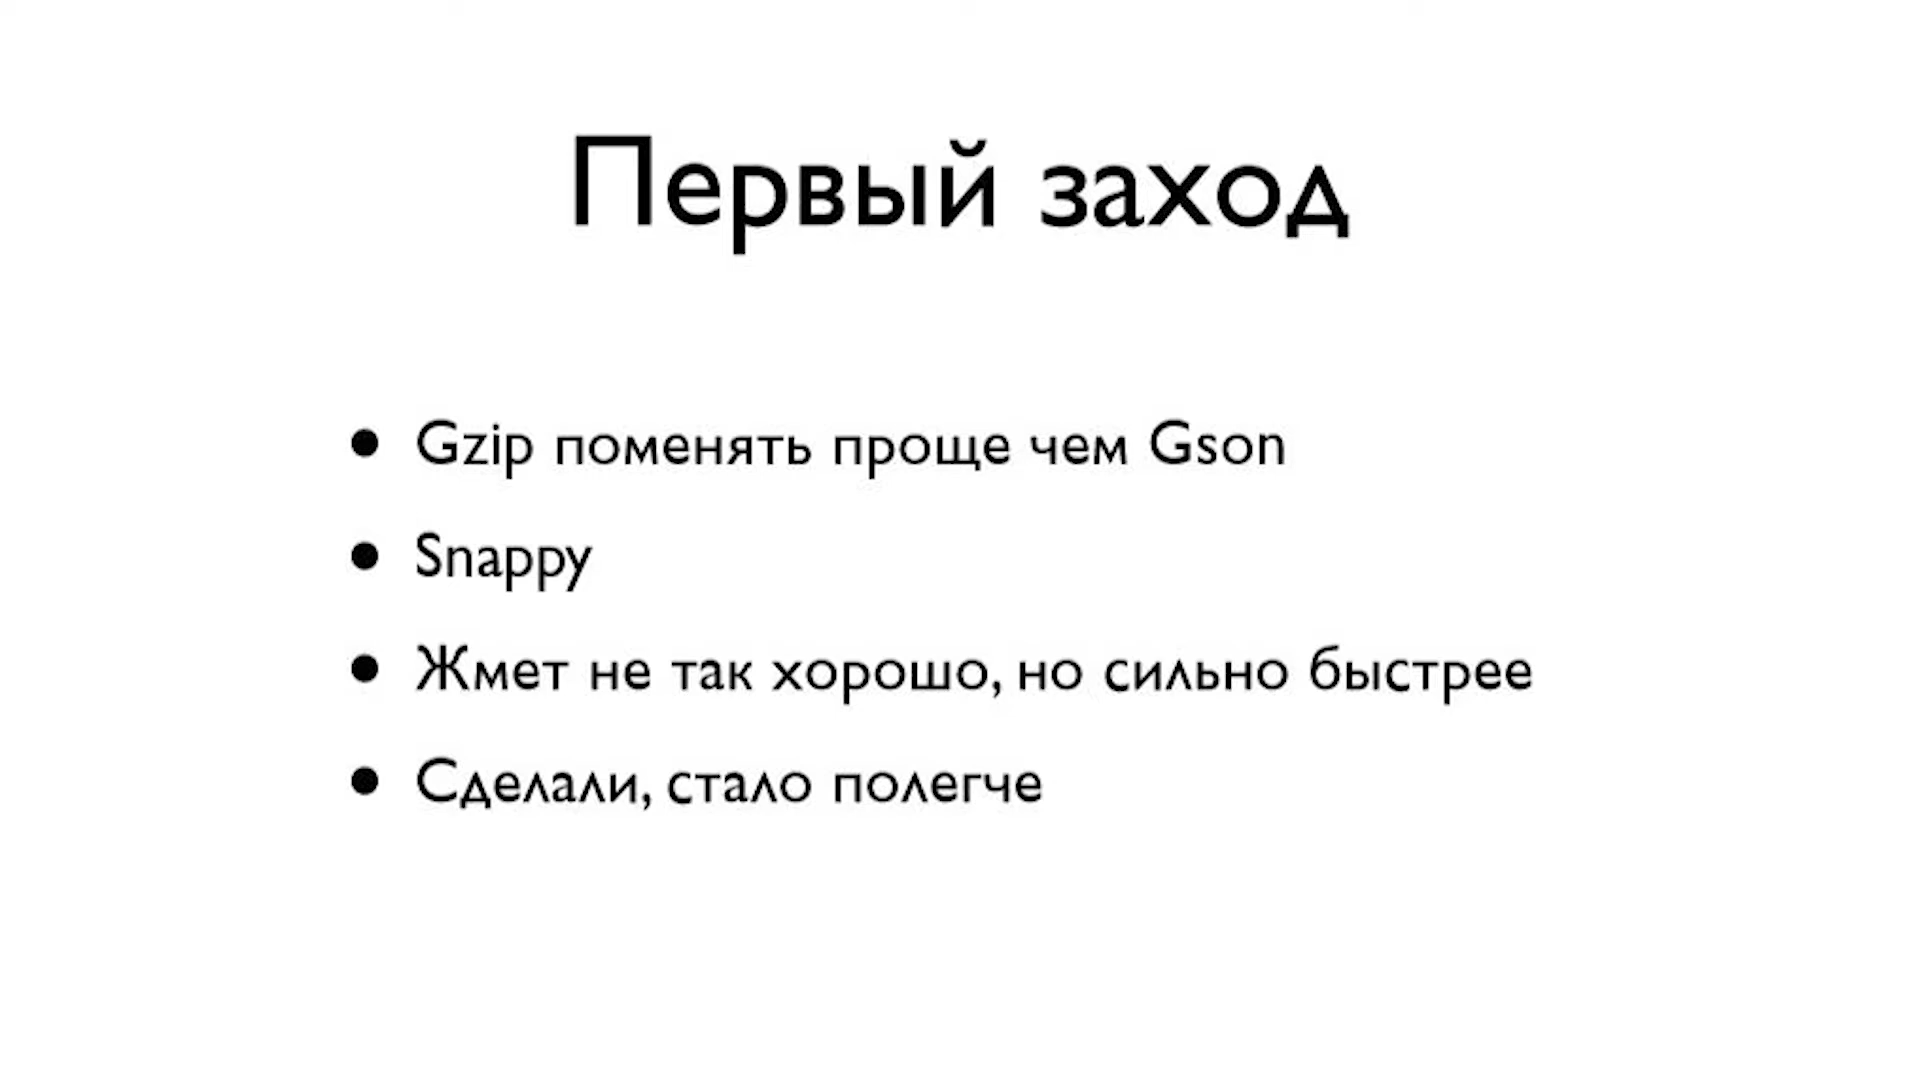 Первый заход
• Gzip поменять проще чем Gson
• Snappy
• Жмет не так хорошо, но сильно быстрее
• Сделали, стало полегче